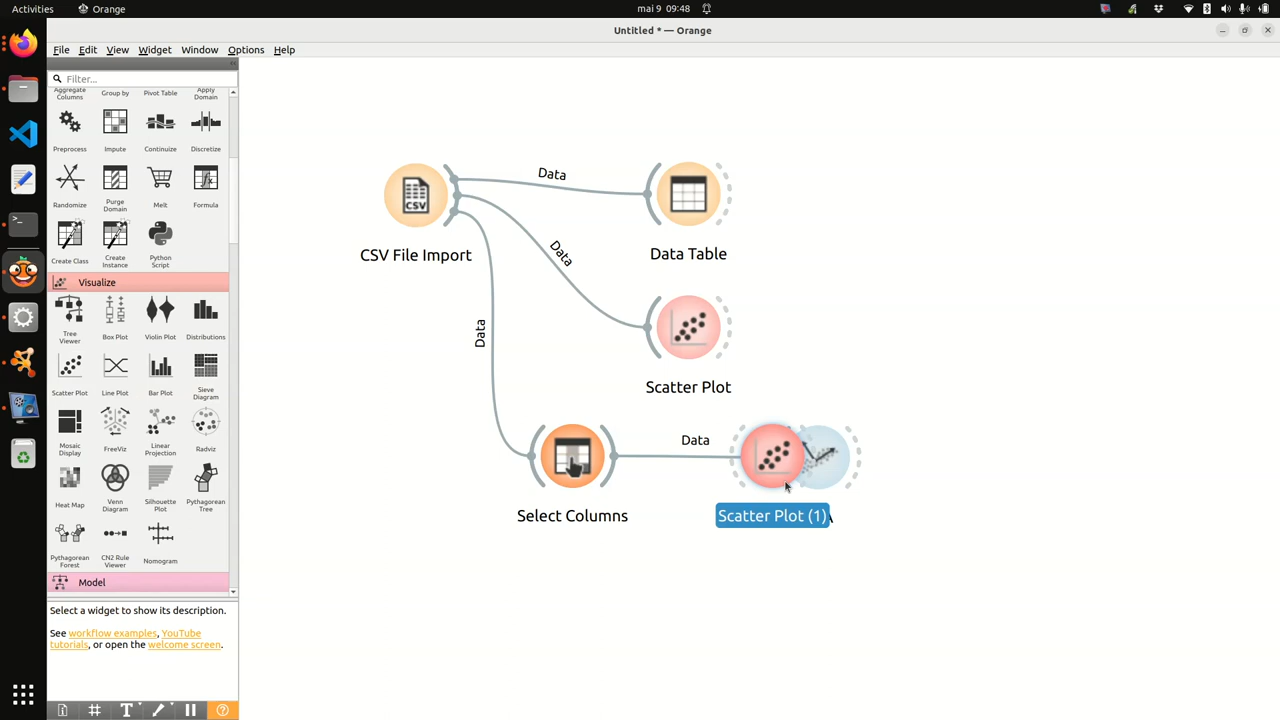 Activities
Orange
mai 9 09:48
Untitled * — Orange
File Edit View Widget Window Options Help
Filter...
Aggregate
Columns
Group by
Pivot Table
Apply
Domain
Preprocess
Impute
Continuize
Discretize
Randomize
Purge
Domain
Melt
Formula
Create Class
Create
Instance
Python
Script
Visualize
Tree
Viewer
Box Plot
Violin Plot
Distributions
Scatter Plot
Line Plot
Bar Plot
Sieve
Diagram
Mosaic
Display
FreeViz
Linear
Projection
Radviz
Heat Map
Venn
Diagram
Silhouette
Plot
Pythagorean
Tree
Pythagorean
Forest
CN2 Rule
Viewer
Nomogram
Model
Select a widget to show its description.
See workflow examples, YouTube
tutorials, or open the welcome screen.
CSV
CSV File Import
Data
Data Table
Data
Scatter Plot
Data
Select Columns
Data
Scatter Plot (1)